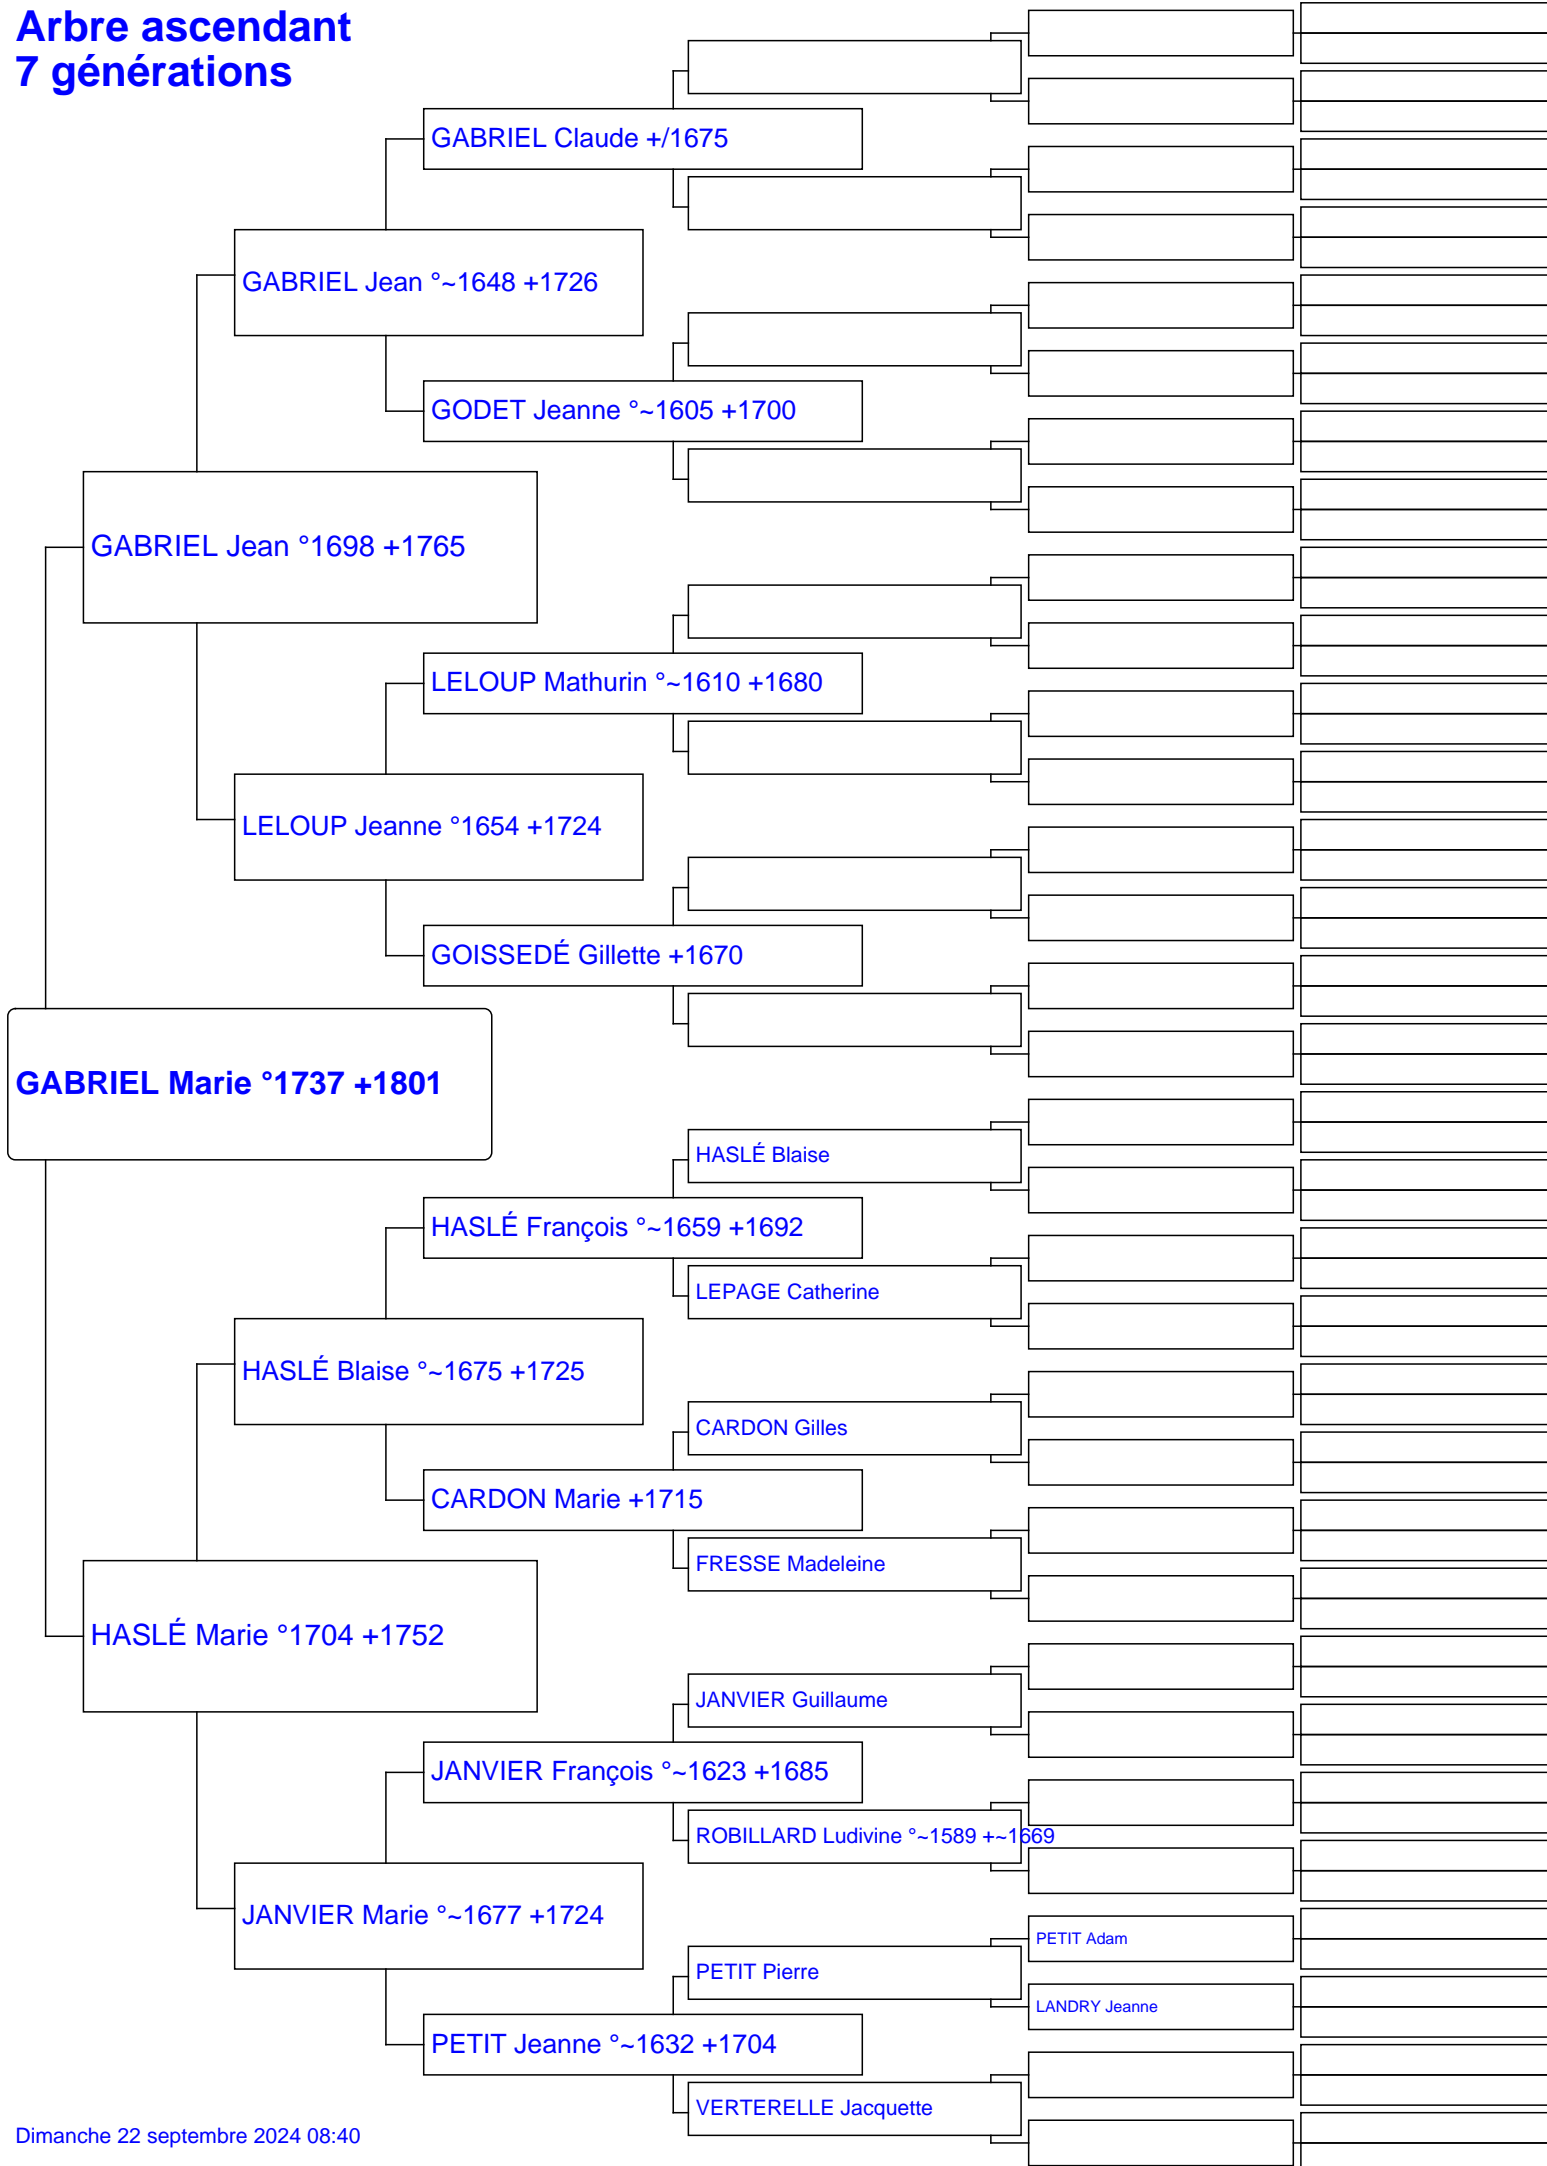 Arbre ascendant
7 générations
GABRIEL Claude +/1675
GABRIEL Jean °~1648 +1726
GODET Jeanne °~1605 +1700
GABRIEL Jean °1698 +1765
LELOUP Mathurin °~1610 +1680
LELOUP Jeanne °1654 +1724
GOISSEDÉ Gillette +1670
GABRIEL Marie °1737 +1801
HASLÉ Blaise
HASLÉ François °~1659 +1692
LEPAGE Catherine
HASLÉ Blaise °~1675 +1725
CARDON Gilles
CARDON Marie +1715
FRESSE Madeleine
HASLÉ Marie °1704 +1752
JANVIER Guillaume
JANVIER François °~1623 +1685
ROBILLARD Ludivine °~1589 +~1669
JANVIER Marie °~1677 +1724
PETIT Adam
PETIT Pierre
LANDRY Jeanne
PETIT Jeanne °~1632 +1704
VERTERELLE Jacquette
Dimanche 22 septembre 2024 08:40